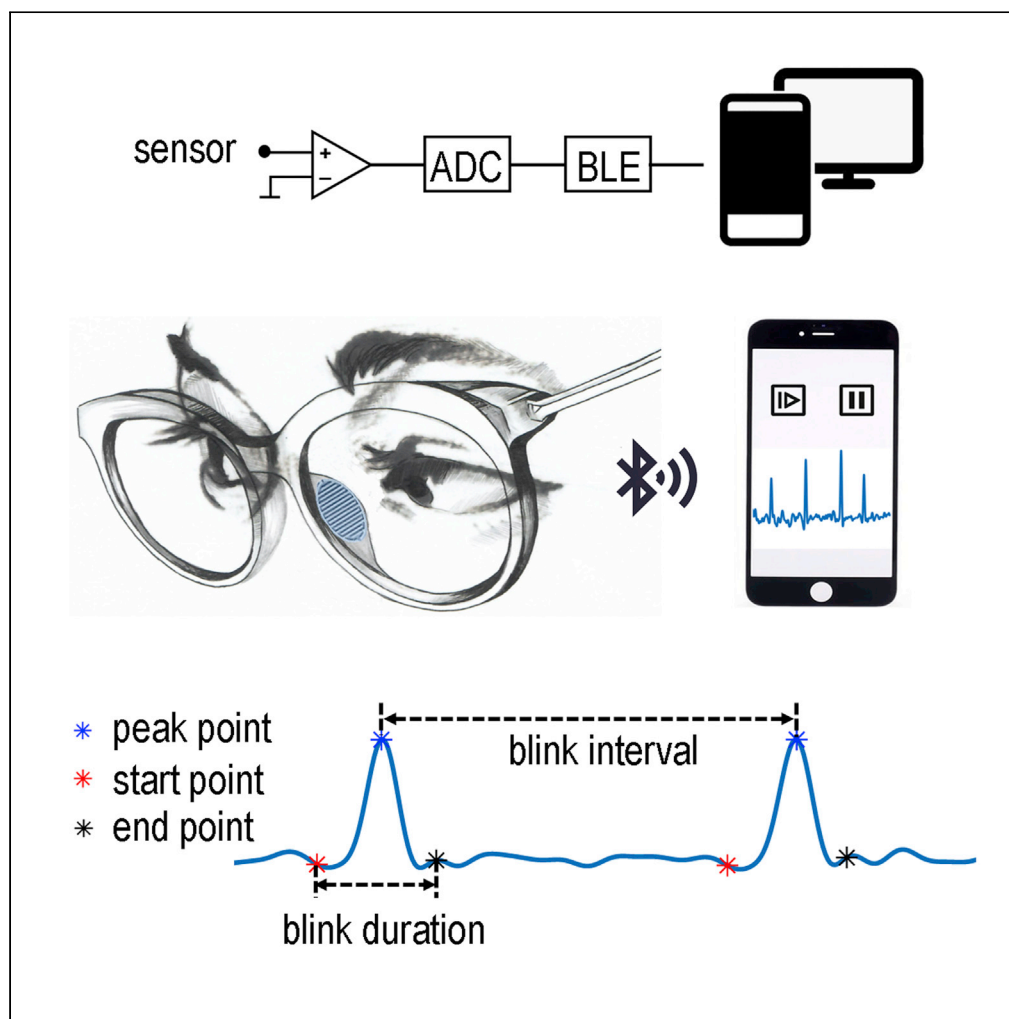 sensor
+
−
ADC
BLE
* peak point
* start point
* end point
blink interval
blink duration